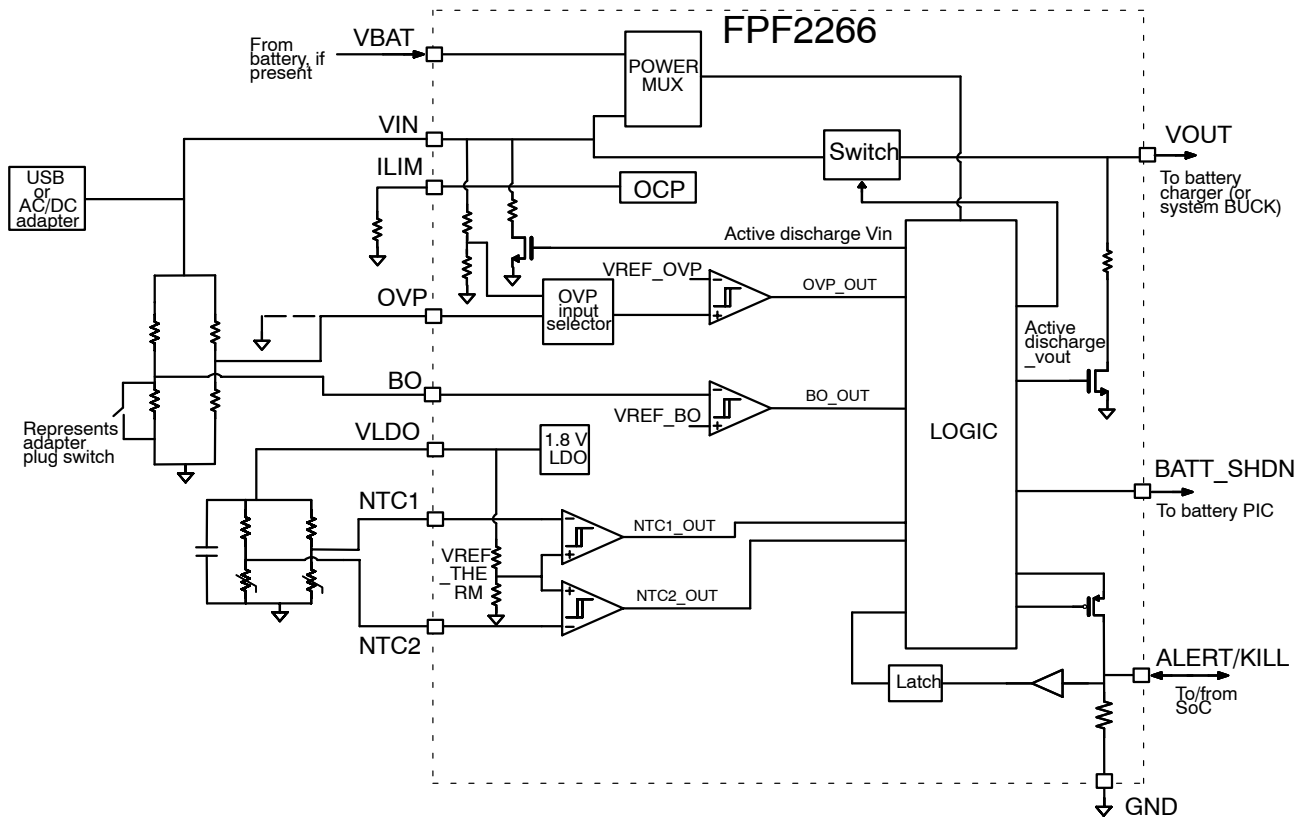 FPF2266
VBAT
From
battery, if
present
POWER
MUX
VIN
VOUT
To battery
charger (or
system BUCK)
ILIM
Switch
OCP
USB
or
AC/DC
adapter
Active discharge Vin
VREF_OVP
−
+
OVP_OUT
OVP
OVP
input
selector
Active
discharge
_vout
BO
−
+
VREF_BO
BO_OUT
LOGIC
Represents
adapter
plug switch
VLDO
1.8 V
LDO
BATT_SHDN
To battery PIC
NTC1
−
+
NTC1_OUT
VREF
_THE
RM
+
−
NTC2_OUT
NTC2
Latch
ALERT/KILL
To/from
SoC
GND